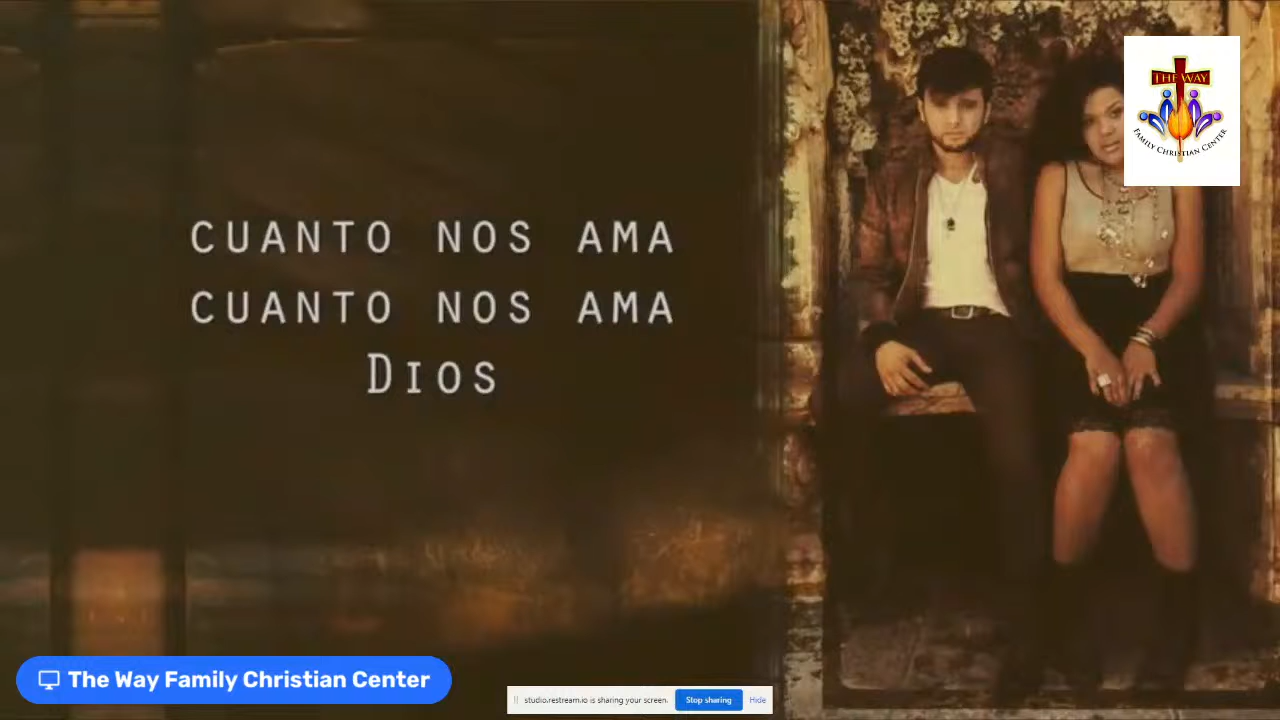 CUANTO NOS AMA
CUANTO NOS AMA
DIOS
THE WAY
FAMILY CHRISTIAN CENTER
The Way Family Christian Center
studio.restream.io is sharing your screen.
Stop sharing
Hide